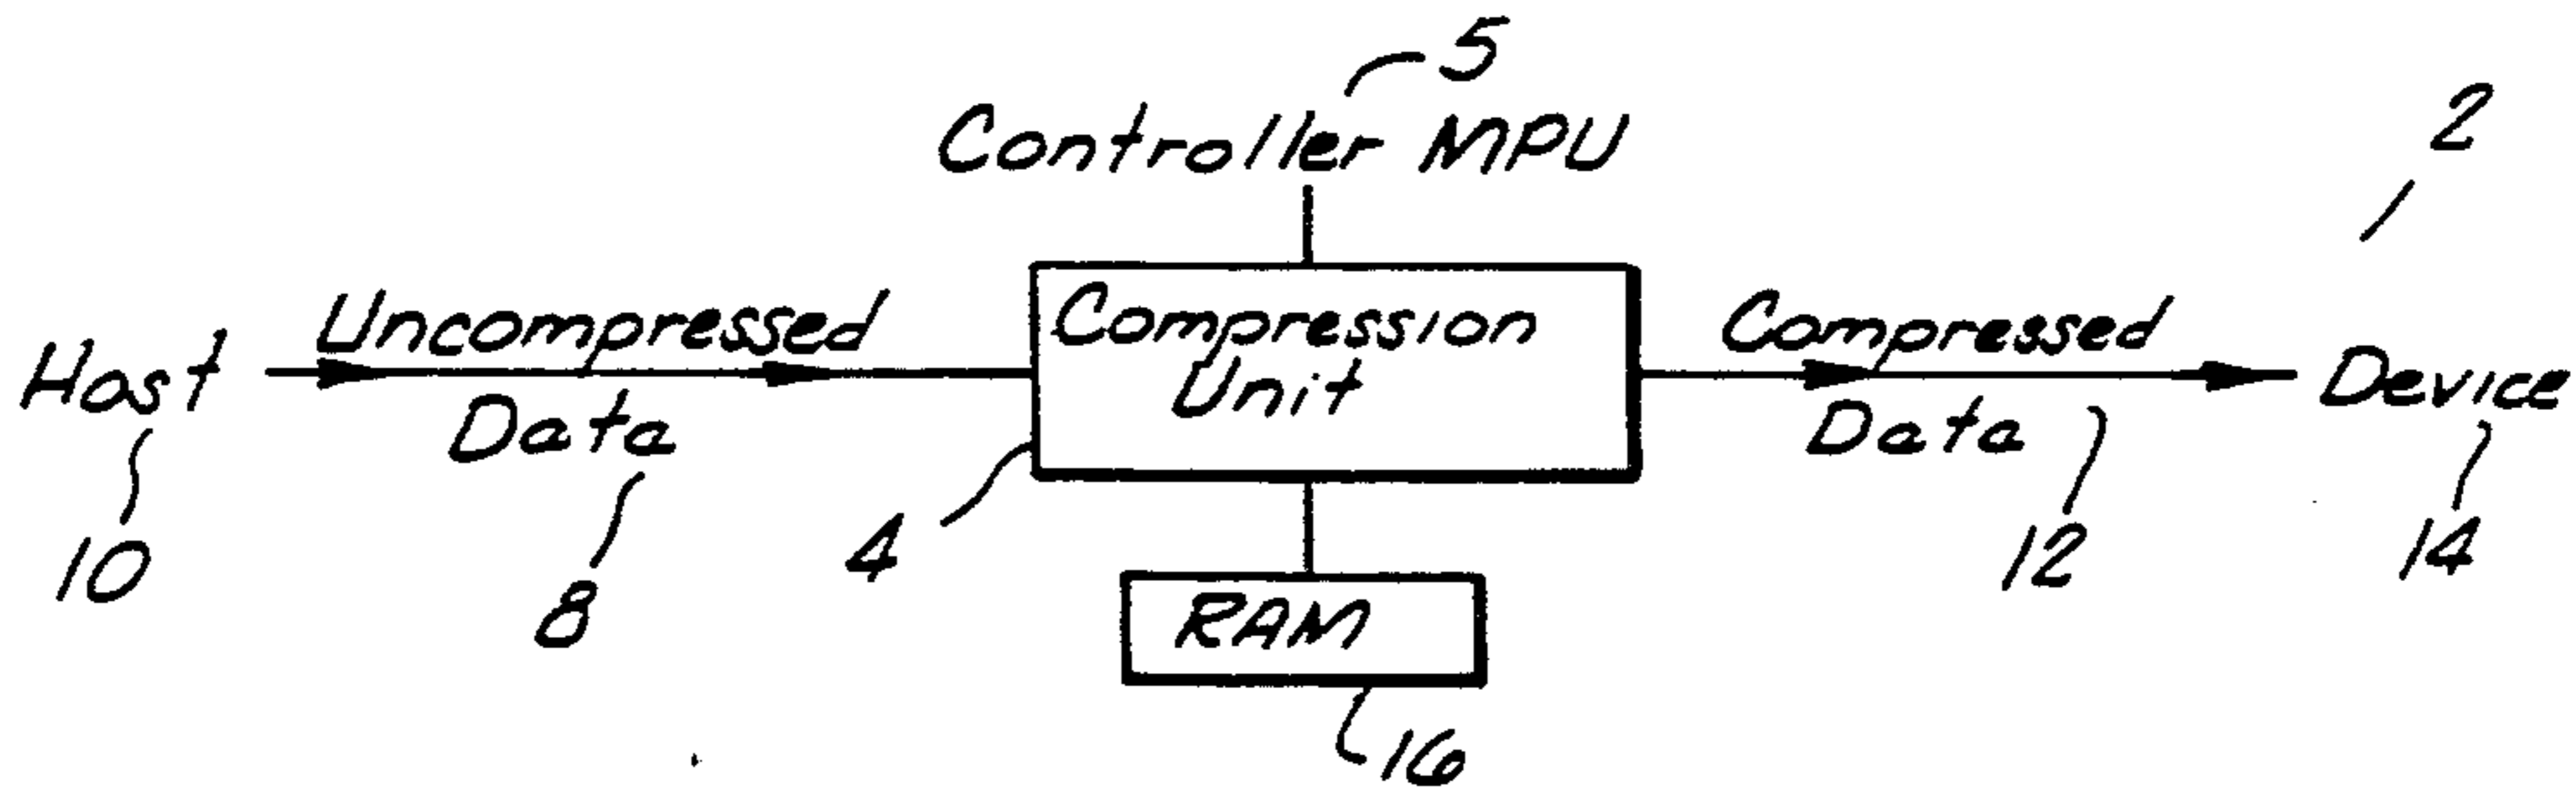 5
Controller MPU
2
Host
Uncompressed
Data
Compression
Unit
Compressed
Data
Device
10
8
4
12
14
RAM
16